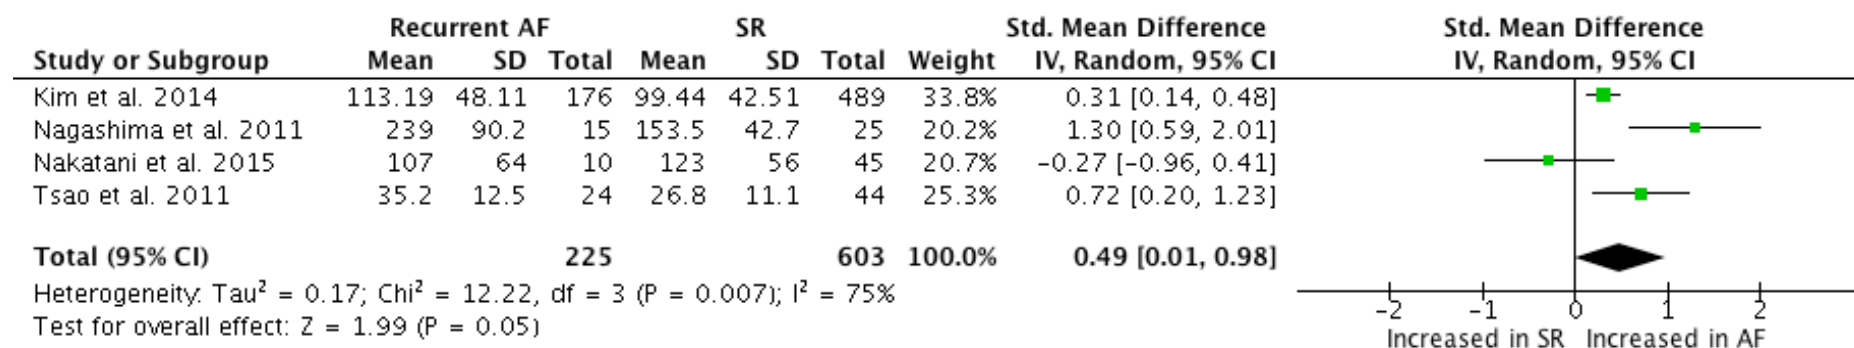 Recurrent AF SR Std. Mean Difference Std. Mean Difference
Study or Subgroup Mean SD Total Mean SD Total Weight IV, Random, 95% CI IV, Random, 95% CI
Kim et al. 2014 113.19 48.11 176 99.44 42.51 489 33.8% 0.31 [0.14, 0.48]
Nagashima et al. 2011 239 90.2 15 153.5 42.7 25 20.2% 1.30 [0.59, 2.01]
Nakatani et al. 2015 107 64 10 123 56 45 20.7% -0.27 [-0.96, 0.41]
Tsao et al. 2011 35.2 12.5 24 26.8 11.1 44 25.3% 0.72 [0.20, 1.23]
Total (95% CI) 225 603 100.0% 0.49 [0.01, 0.98]
Heterogeneity: Tau² = 0.17; Chi² = 12.22, df = 3 (P = 0.007); I² = 75%
Test for overall effect: Z = 1.99 (P = 0.05)
-2 -1 0 1 2
Increased in SR Increased in AF